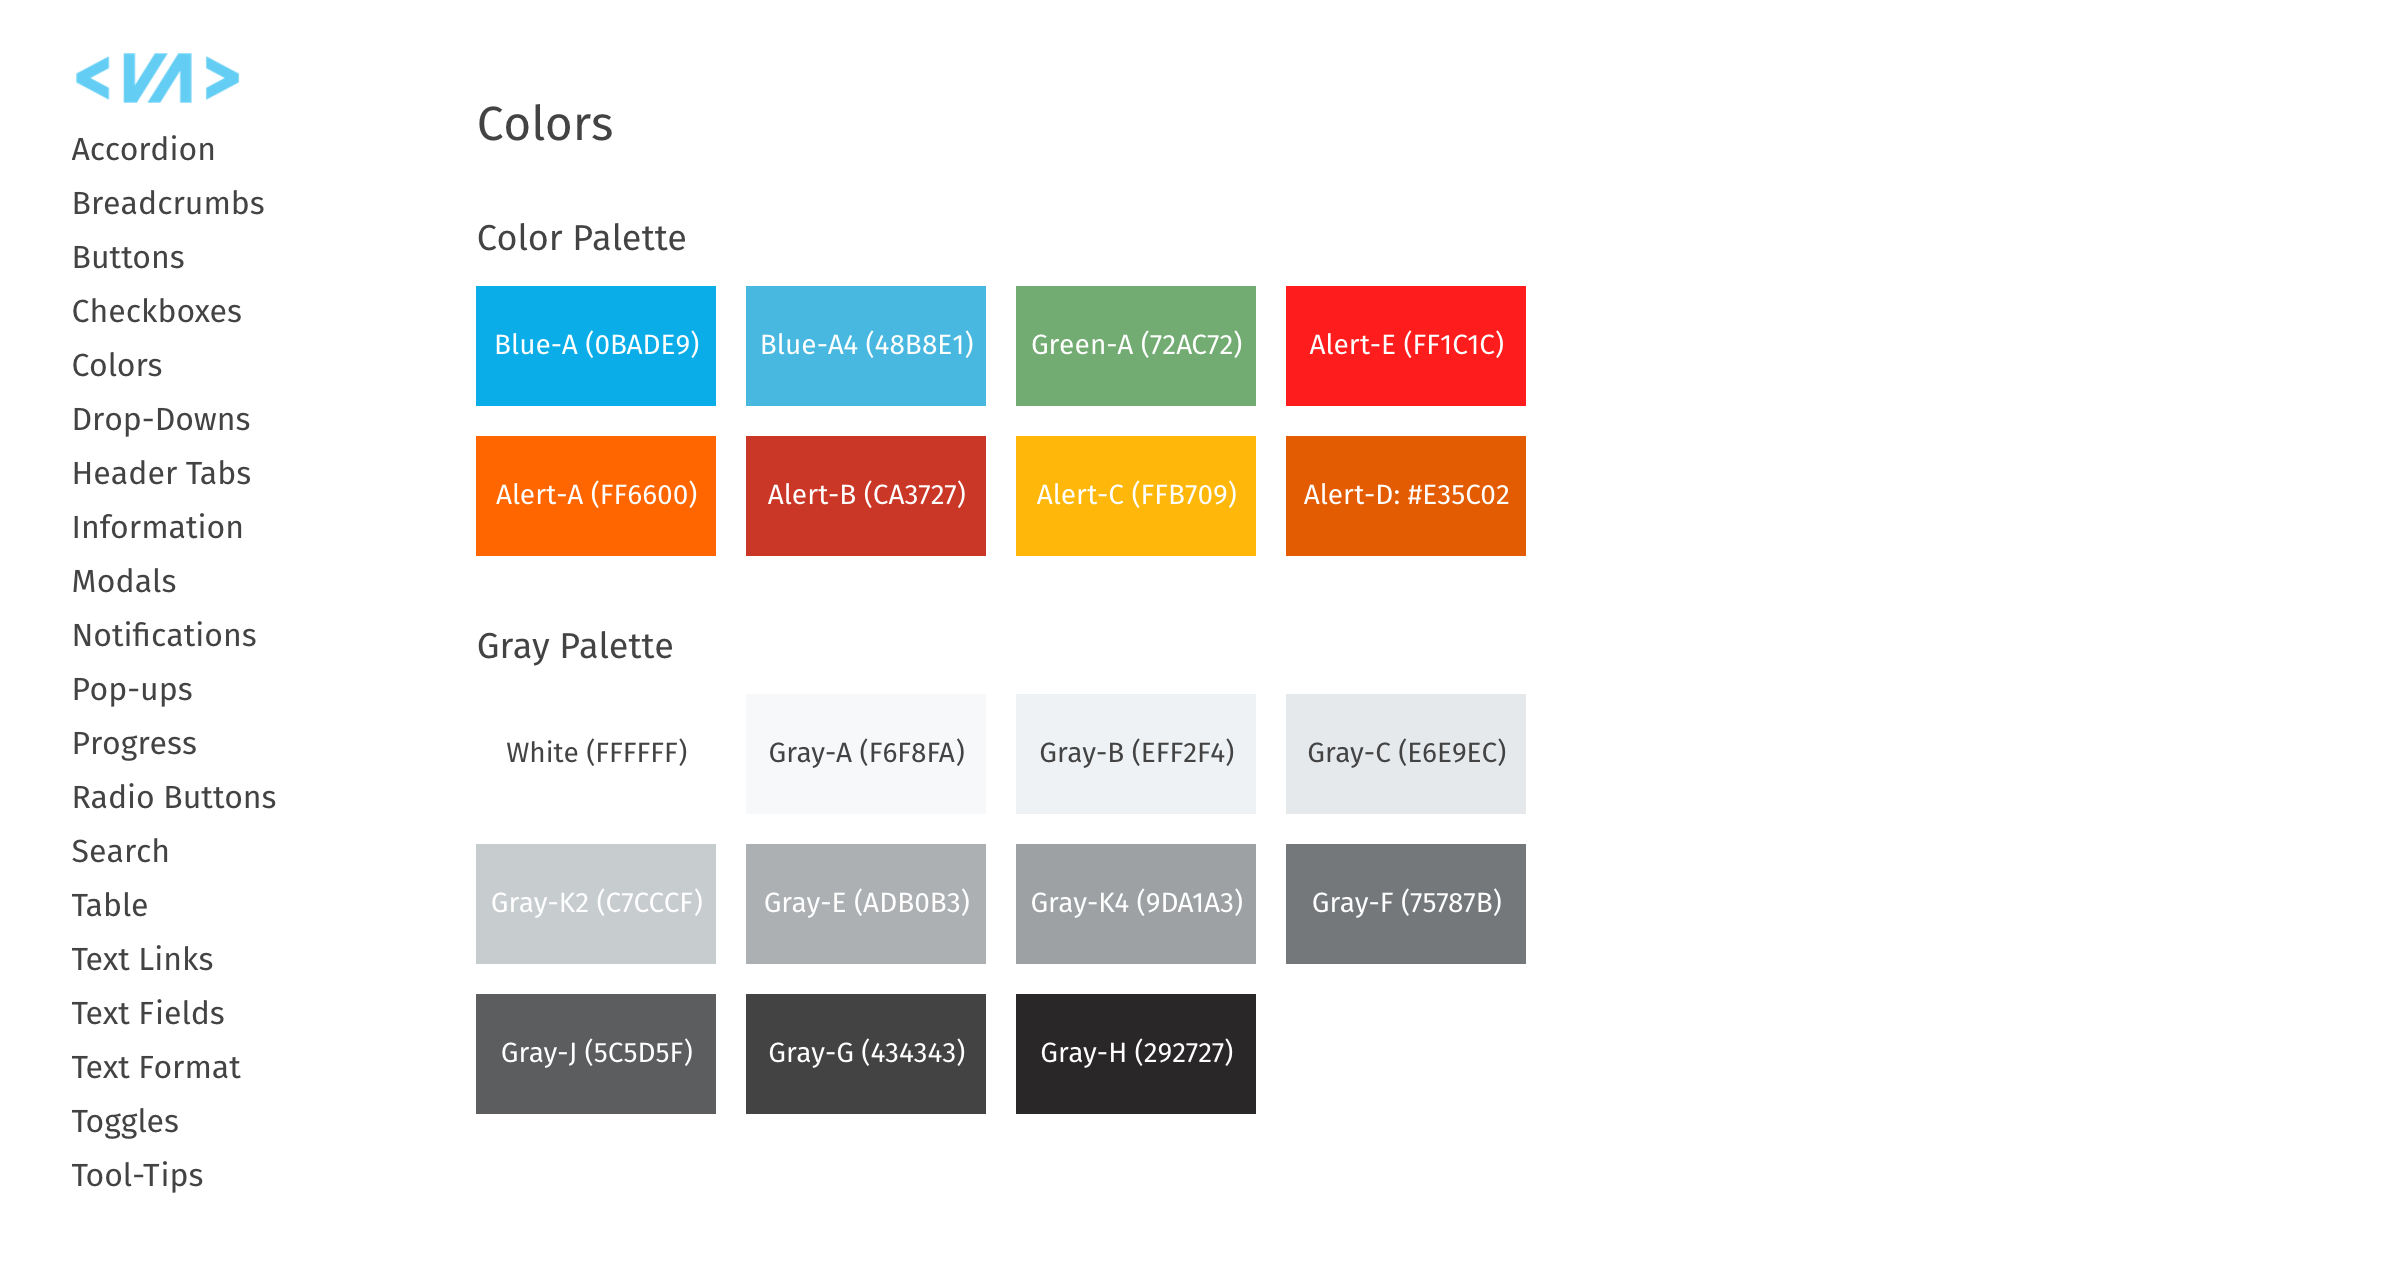 <VA>
Accordion
Breadcrumbs
Buttons
Checkboxes
Colors
Drop-Downs
Header Tabs
Information
Modals
Notifications
Pop-ups
Progress
Radio Buttons
Search
Table
Text Links
Text Fields
Text Format
Toggles
Tool-Tips
Colors
Color Palette
Blue-A (0BADE9)
Blue-A4 (48B8E1)
Green-A (72AC72)
Alert-E (FF1C1C)
Alert-A (FF6600)
Alert-B (CA3727)
Alert-C (FFB709)
Alert-D: #E35C02
Gray Palette
White (FFFFFF)
Gray-A (F6F8FA)
Gray-B (EFF2F4)
Gray-C (E6E9EC)
Gray-K2 (C7CCCF)
Gray-E (ADB0B3)
Gray-K4 (9DA1A3)
Gray-F (75787B)
Gray-J (5C5D5F)
Gray-G (434343)
Gray-H (292727)